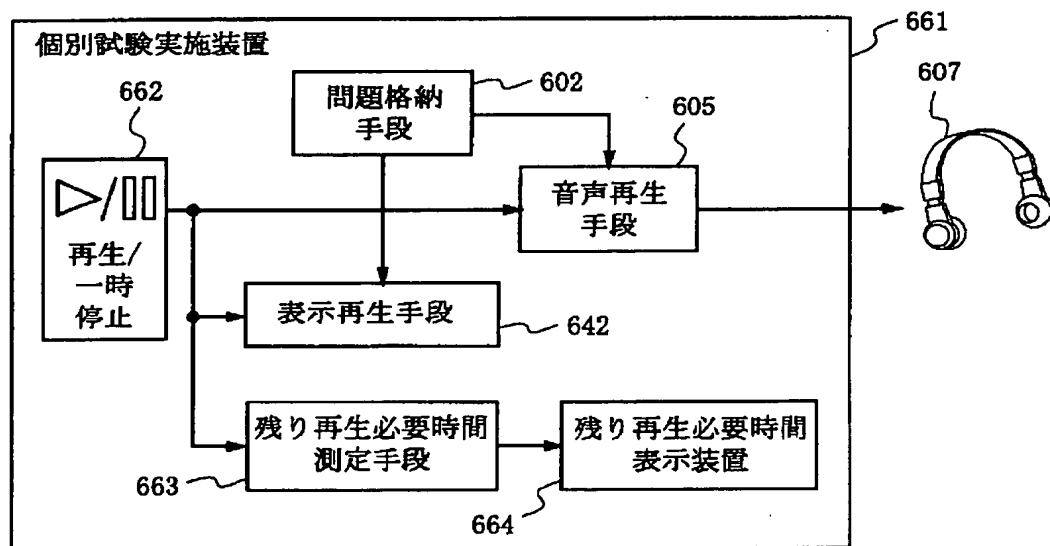 個別試験実施装置
661
607
662
問題格納
手段
602
605
▷/▯▯
再生/
一時
停止
音声再生
手段
表示再生手段
642
残り再生必要時間
測定手段
663
残り再生必要時間
表示装置
664